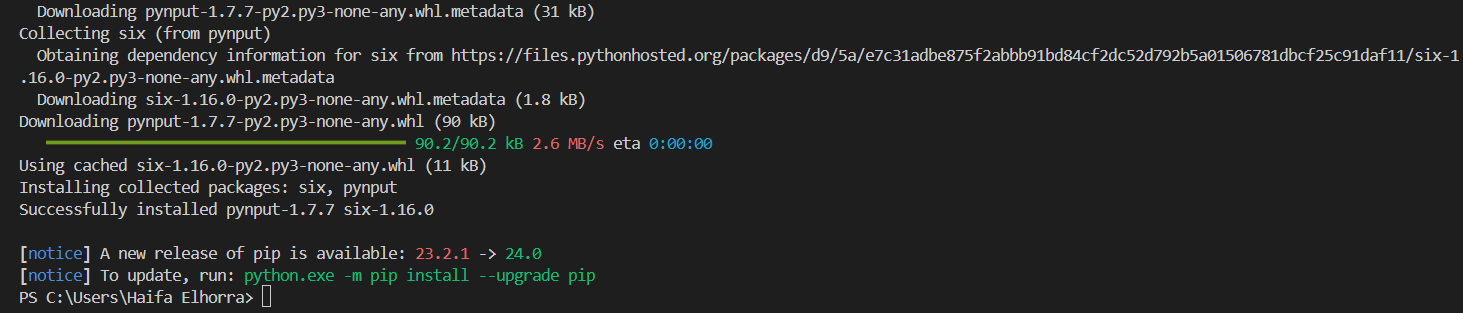 Downloading pynput-1.7.7-py2.py3-none-any.whl.metadata (31 kB)
Collecting six (from pynput)
Obtaining dependency information for six from https://files.pythonhosted.org/packages/d9/5a/e7c31adbe875f2abbb91bd84cf2dc52d792b5a01506781dbcf25c91daf11/six-1
.16.0-py2.py3-none-any.whl.metadata
Downloading six-1.16.0-py2.py3-none-any.whl.metadata (1.8 kB)
Downloading pynput-1.7.7-py2.py3-none-any.whl (90 kB)
90.2/90.2 kB 2.6 MB/s eta 0:00:00
Using cached six-1.16.0-py2.py3-none-any.whl (11 kB)
Installing collected packages: six, pynput
Successfully installed pynput-1.7.7 six-1.16.0
[notice] A new release of pip is available: 23.2.1 -> 24.0
[notice] To update, run: python.exe -m pip install --upgrade pip
PS C:\Users\Haifa Elhorra>